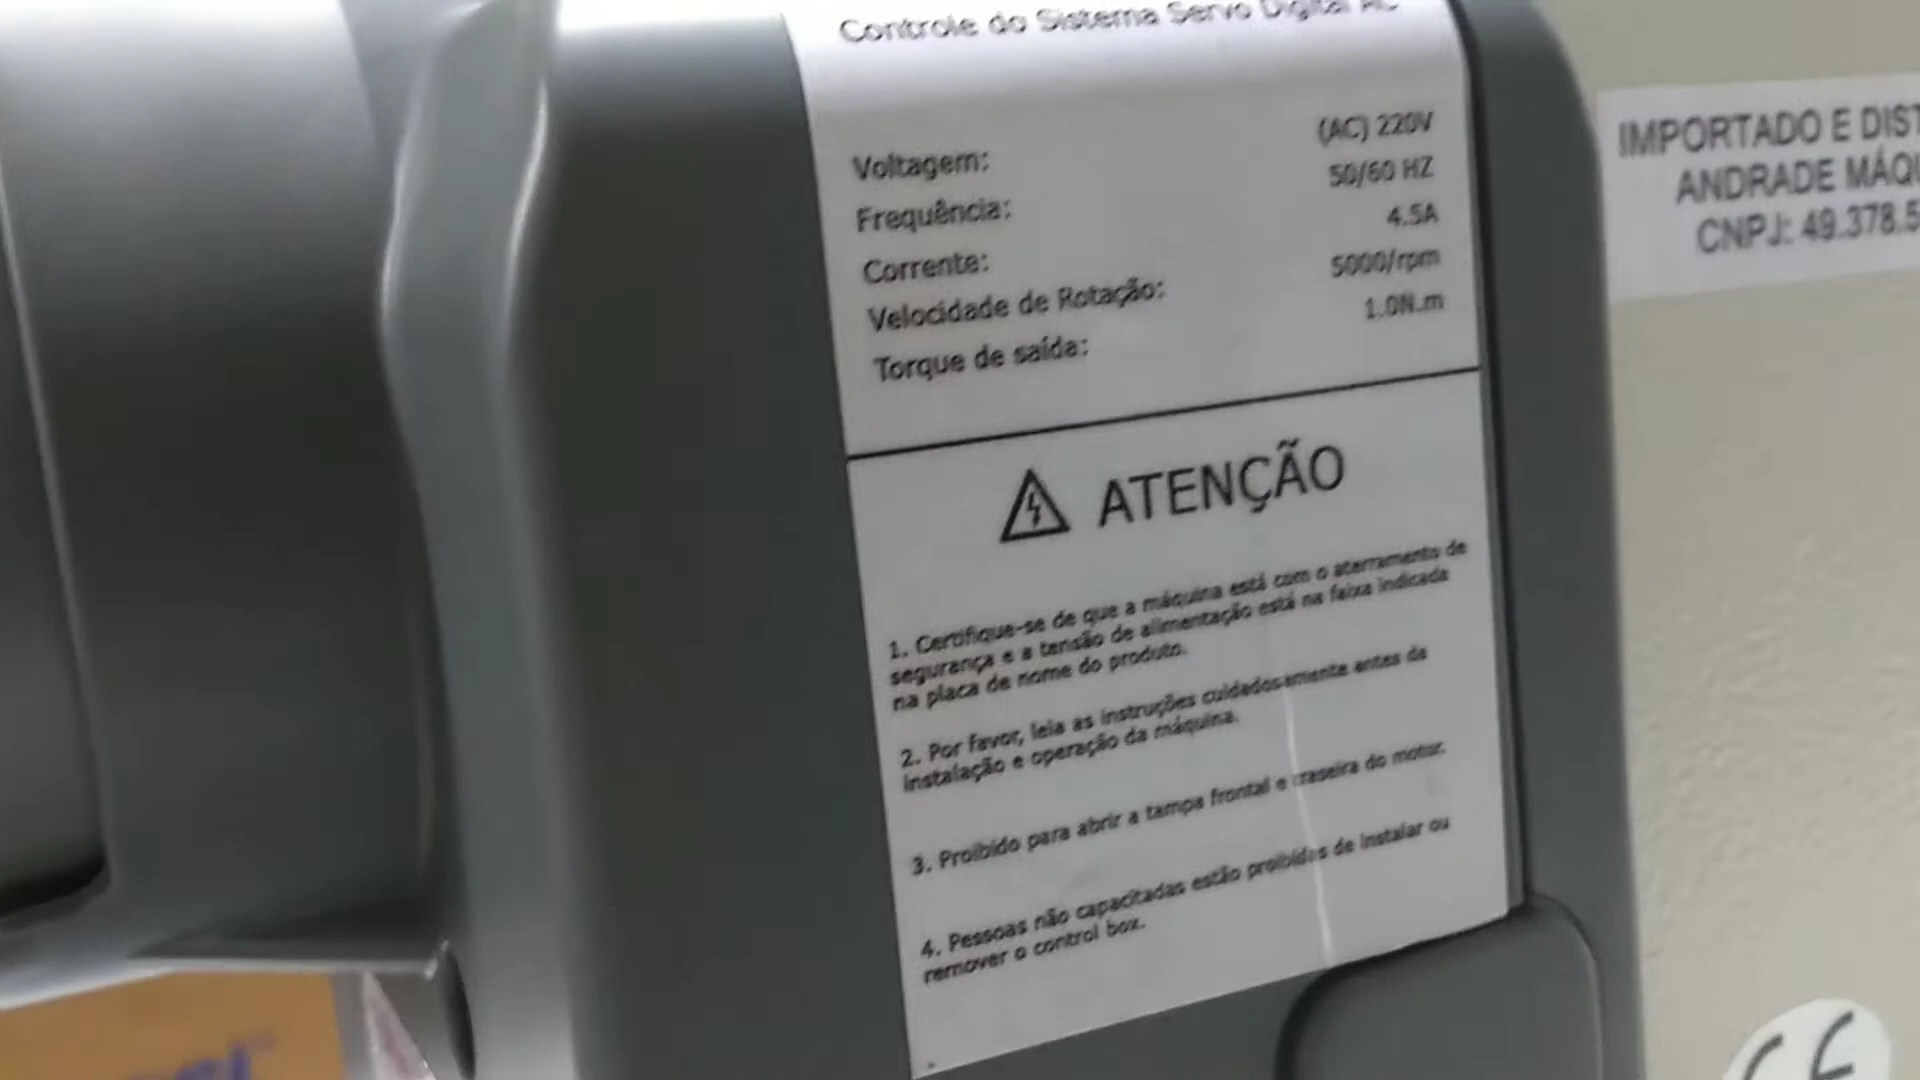 Controle do Sistema Servo Digital AC
Voltagem: (AC) 220V
Frequência: 50/60 HZ
Corrente: 4.5A
Velocidade de Rotação: 5000/rpm
Torque de saída: 1.0N.m
ATENÇÃO
1. Certifique-se de que a máquina está com o aterramento de
segurança e a tensão de alimentação está na faixa indicada
na placa de nome do produto.
2. Por favor, leia as instruções cuidadosamente antes da
instalação e operação da máquina.
3. Proibido para abrir a tampa frontal e traseira do motor.
4. Pessoas não capacitadas estão proibidas de instalar ou
remover o control box.
IMPORTADO E DIST
ANDRADE MÁQU
CNPJ: 49.378.5
CE